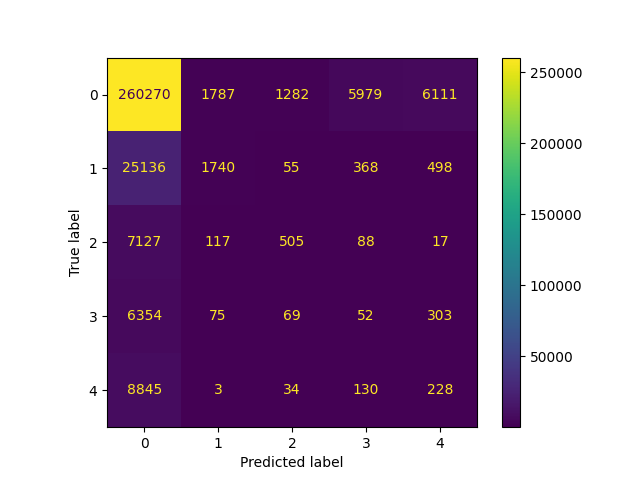 0 260270 1787 1282 5979 6111
1 25136 1740 55 368 498
2 7127 117 505 88 17
3 6354 75 69 52 303
4 8845 3 34 130 228
0 1 2 3 4
Predicted label
True label
250000
200000
150000
100000
50000